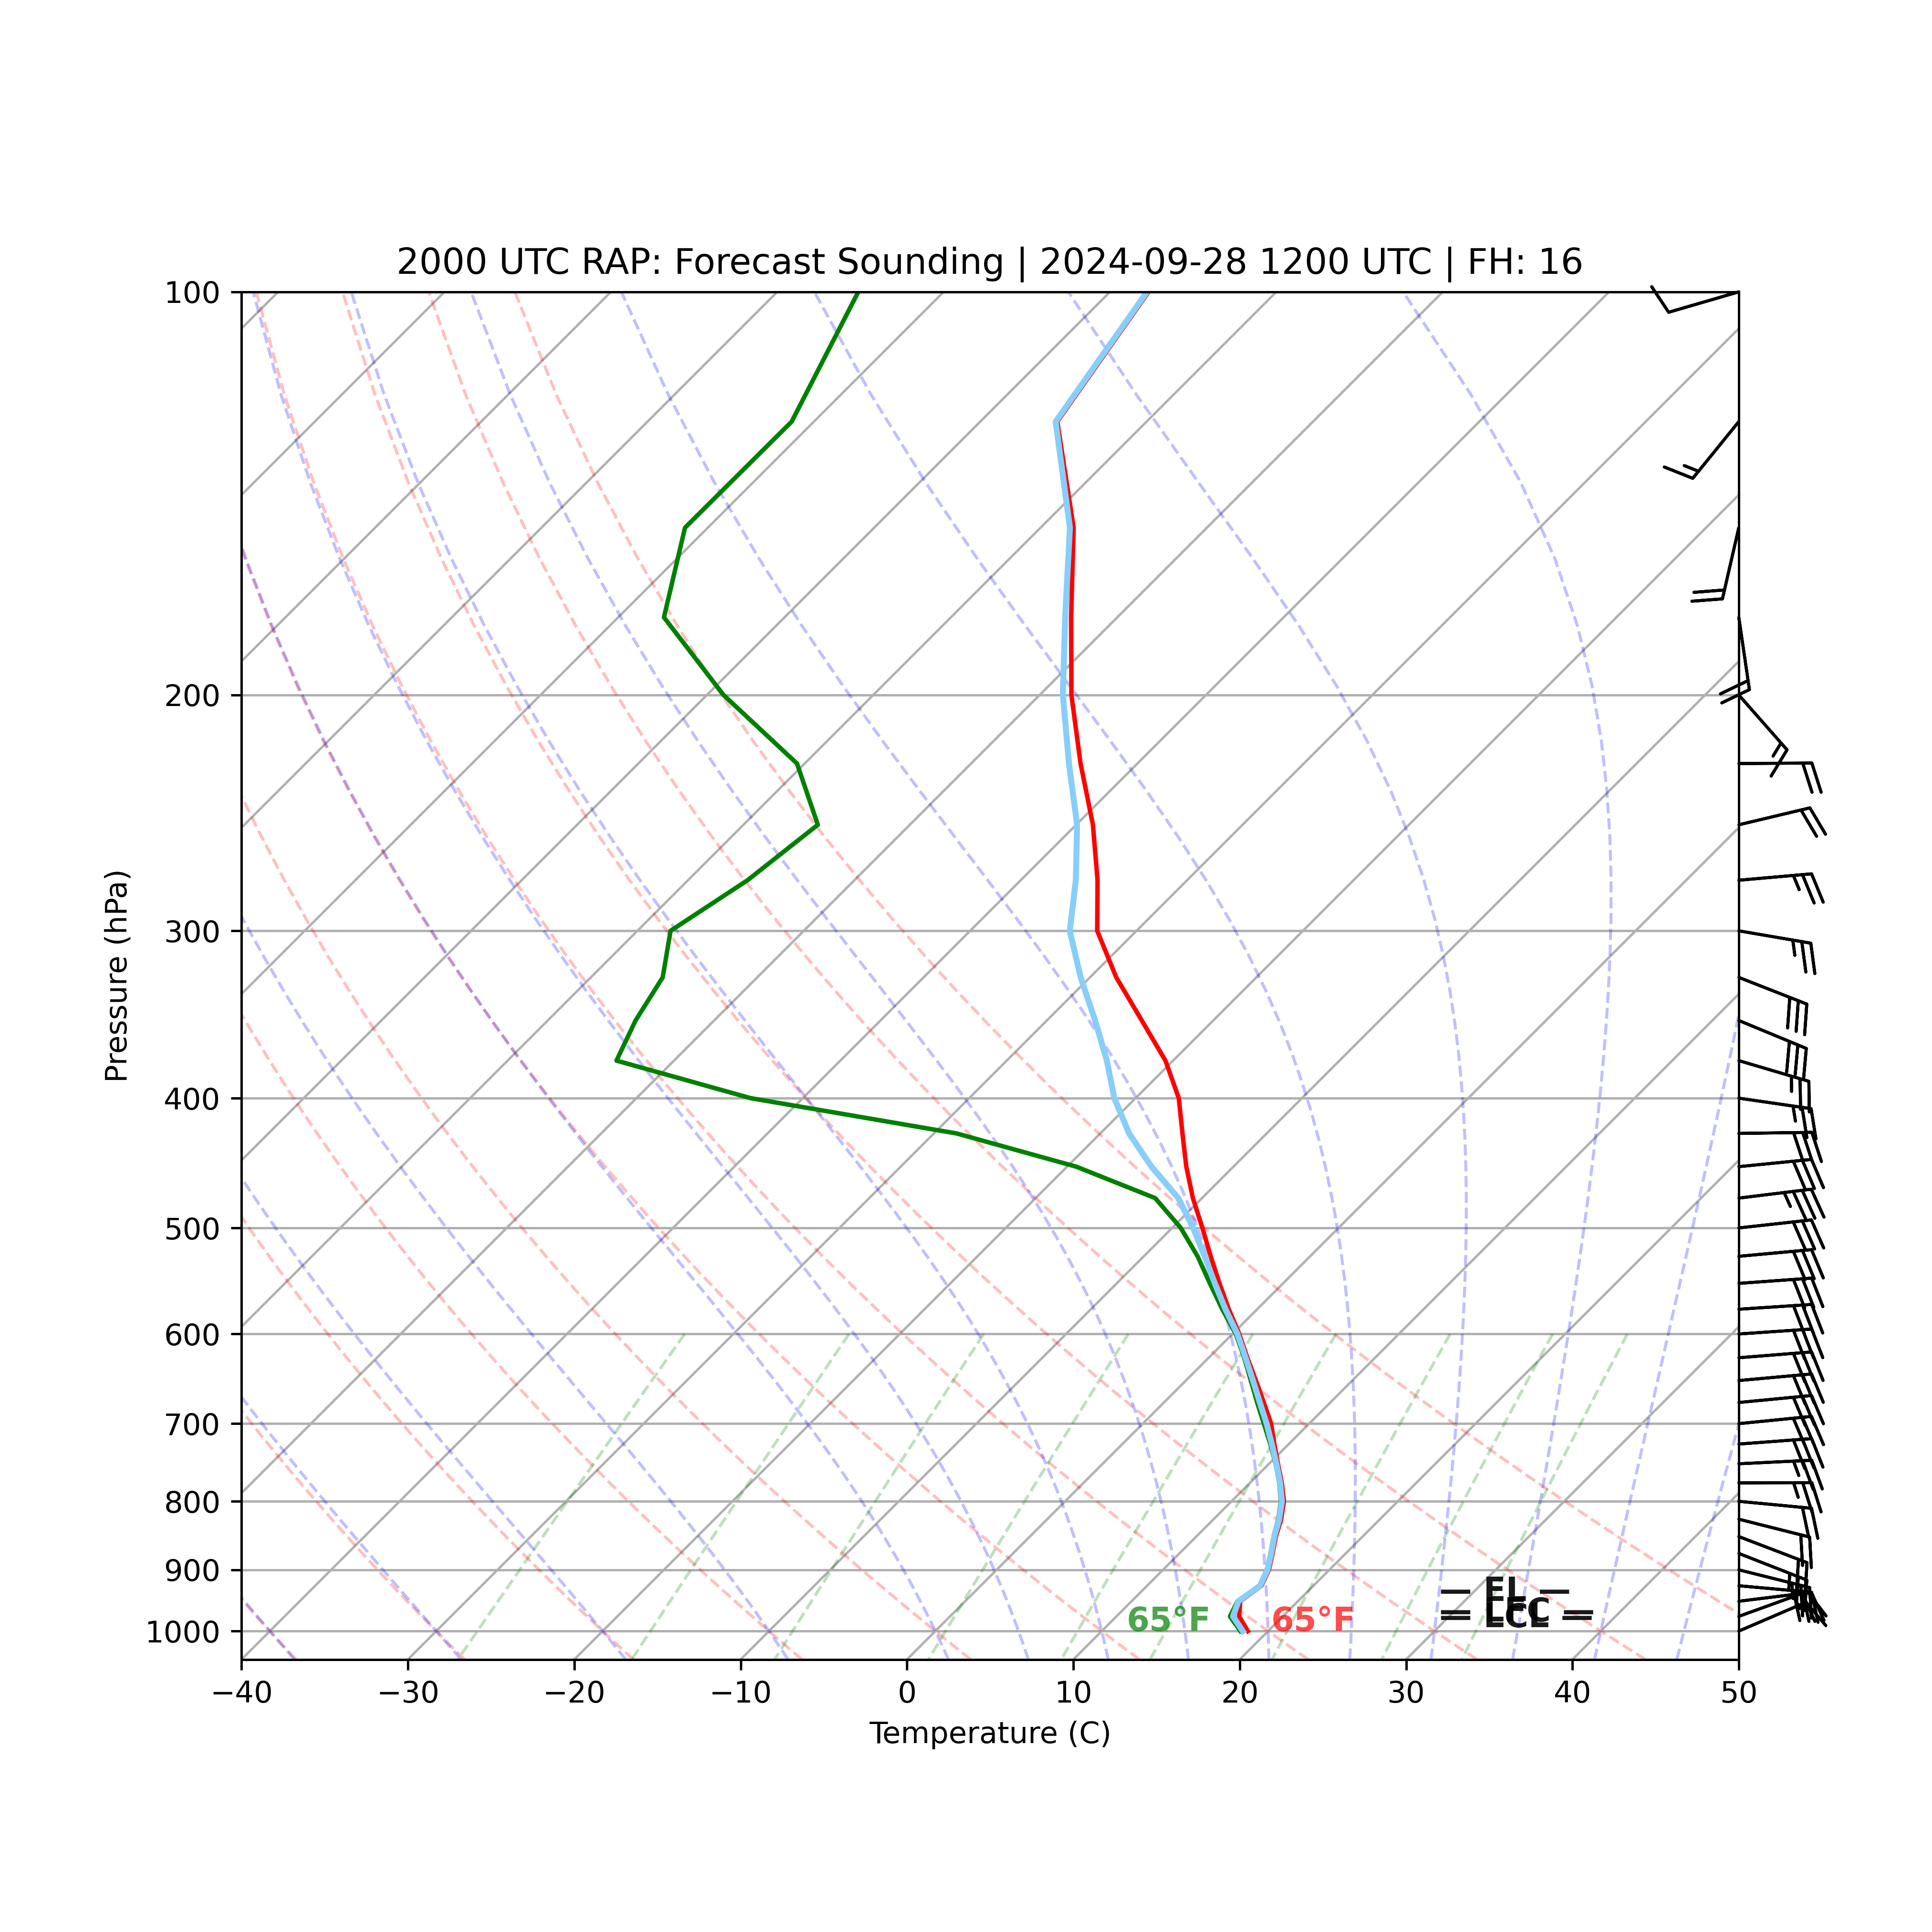 2000 UTC RAP: Forecast Sounding | 2024-09-28 1200 UTC | FH: 16
100
200
300
400
500
600
700
800
900
1000
Pressure (hPa)
— EL —
65°F 65°F
−40 −30 −20 −10 0 10 20 30 40 50
Temperature (C)